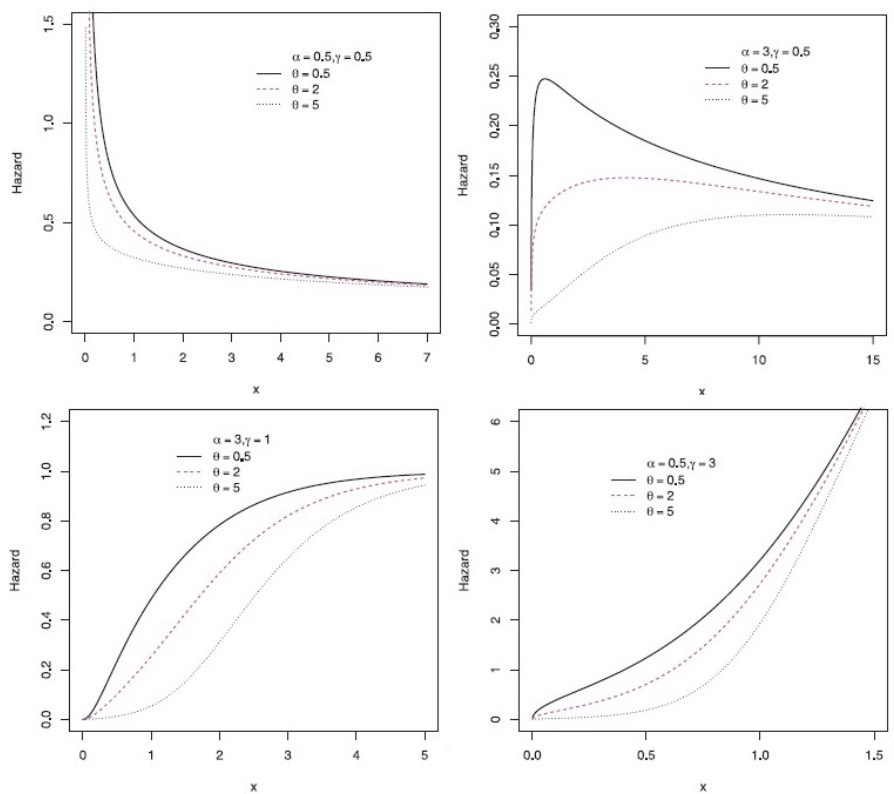 α = 0.5,γ = 0.5
θ = 0.5
θ = 2
θ = 5
Hazard
0.0
0.5
1.0
1.5
0 1 2 3 4 5 6 7
x
α = 3,γ = 0.5
θ = 0.5
θ = 2
θ = 5
Hazard
0.00
0.05
0.10
0.15
0.20
0.25
0.30
0 5 10 15
x
α = 3,γ = 1
θ = 0.5
θ = 2
θ = 5
Hazard
0.0
0.2
0.4
0.6
0.8
1.0
1.2
0 1 2 3 4 5
x
α = 0.5,γ = 3
θ = 0.5
θ = 2
θ = 5
Hazard
0
1
2
3
4
5
6
0.0 0.5 1.0 1.5
x